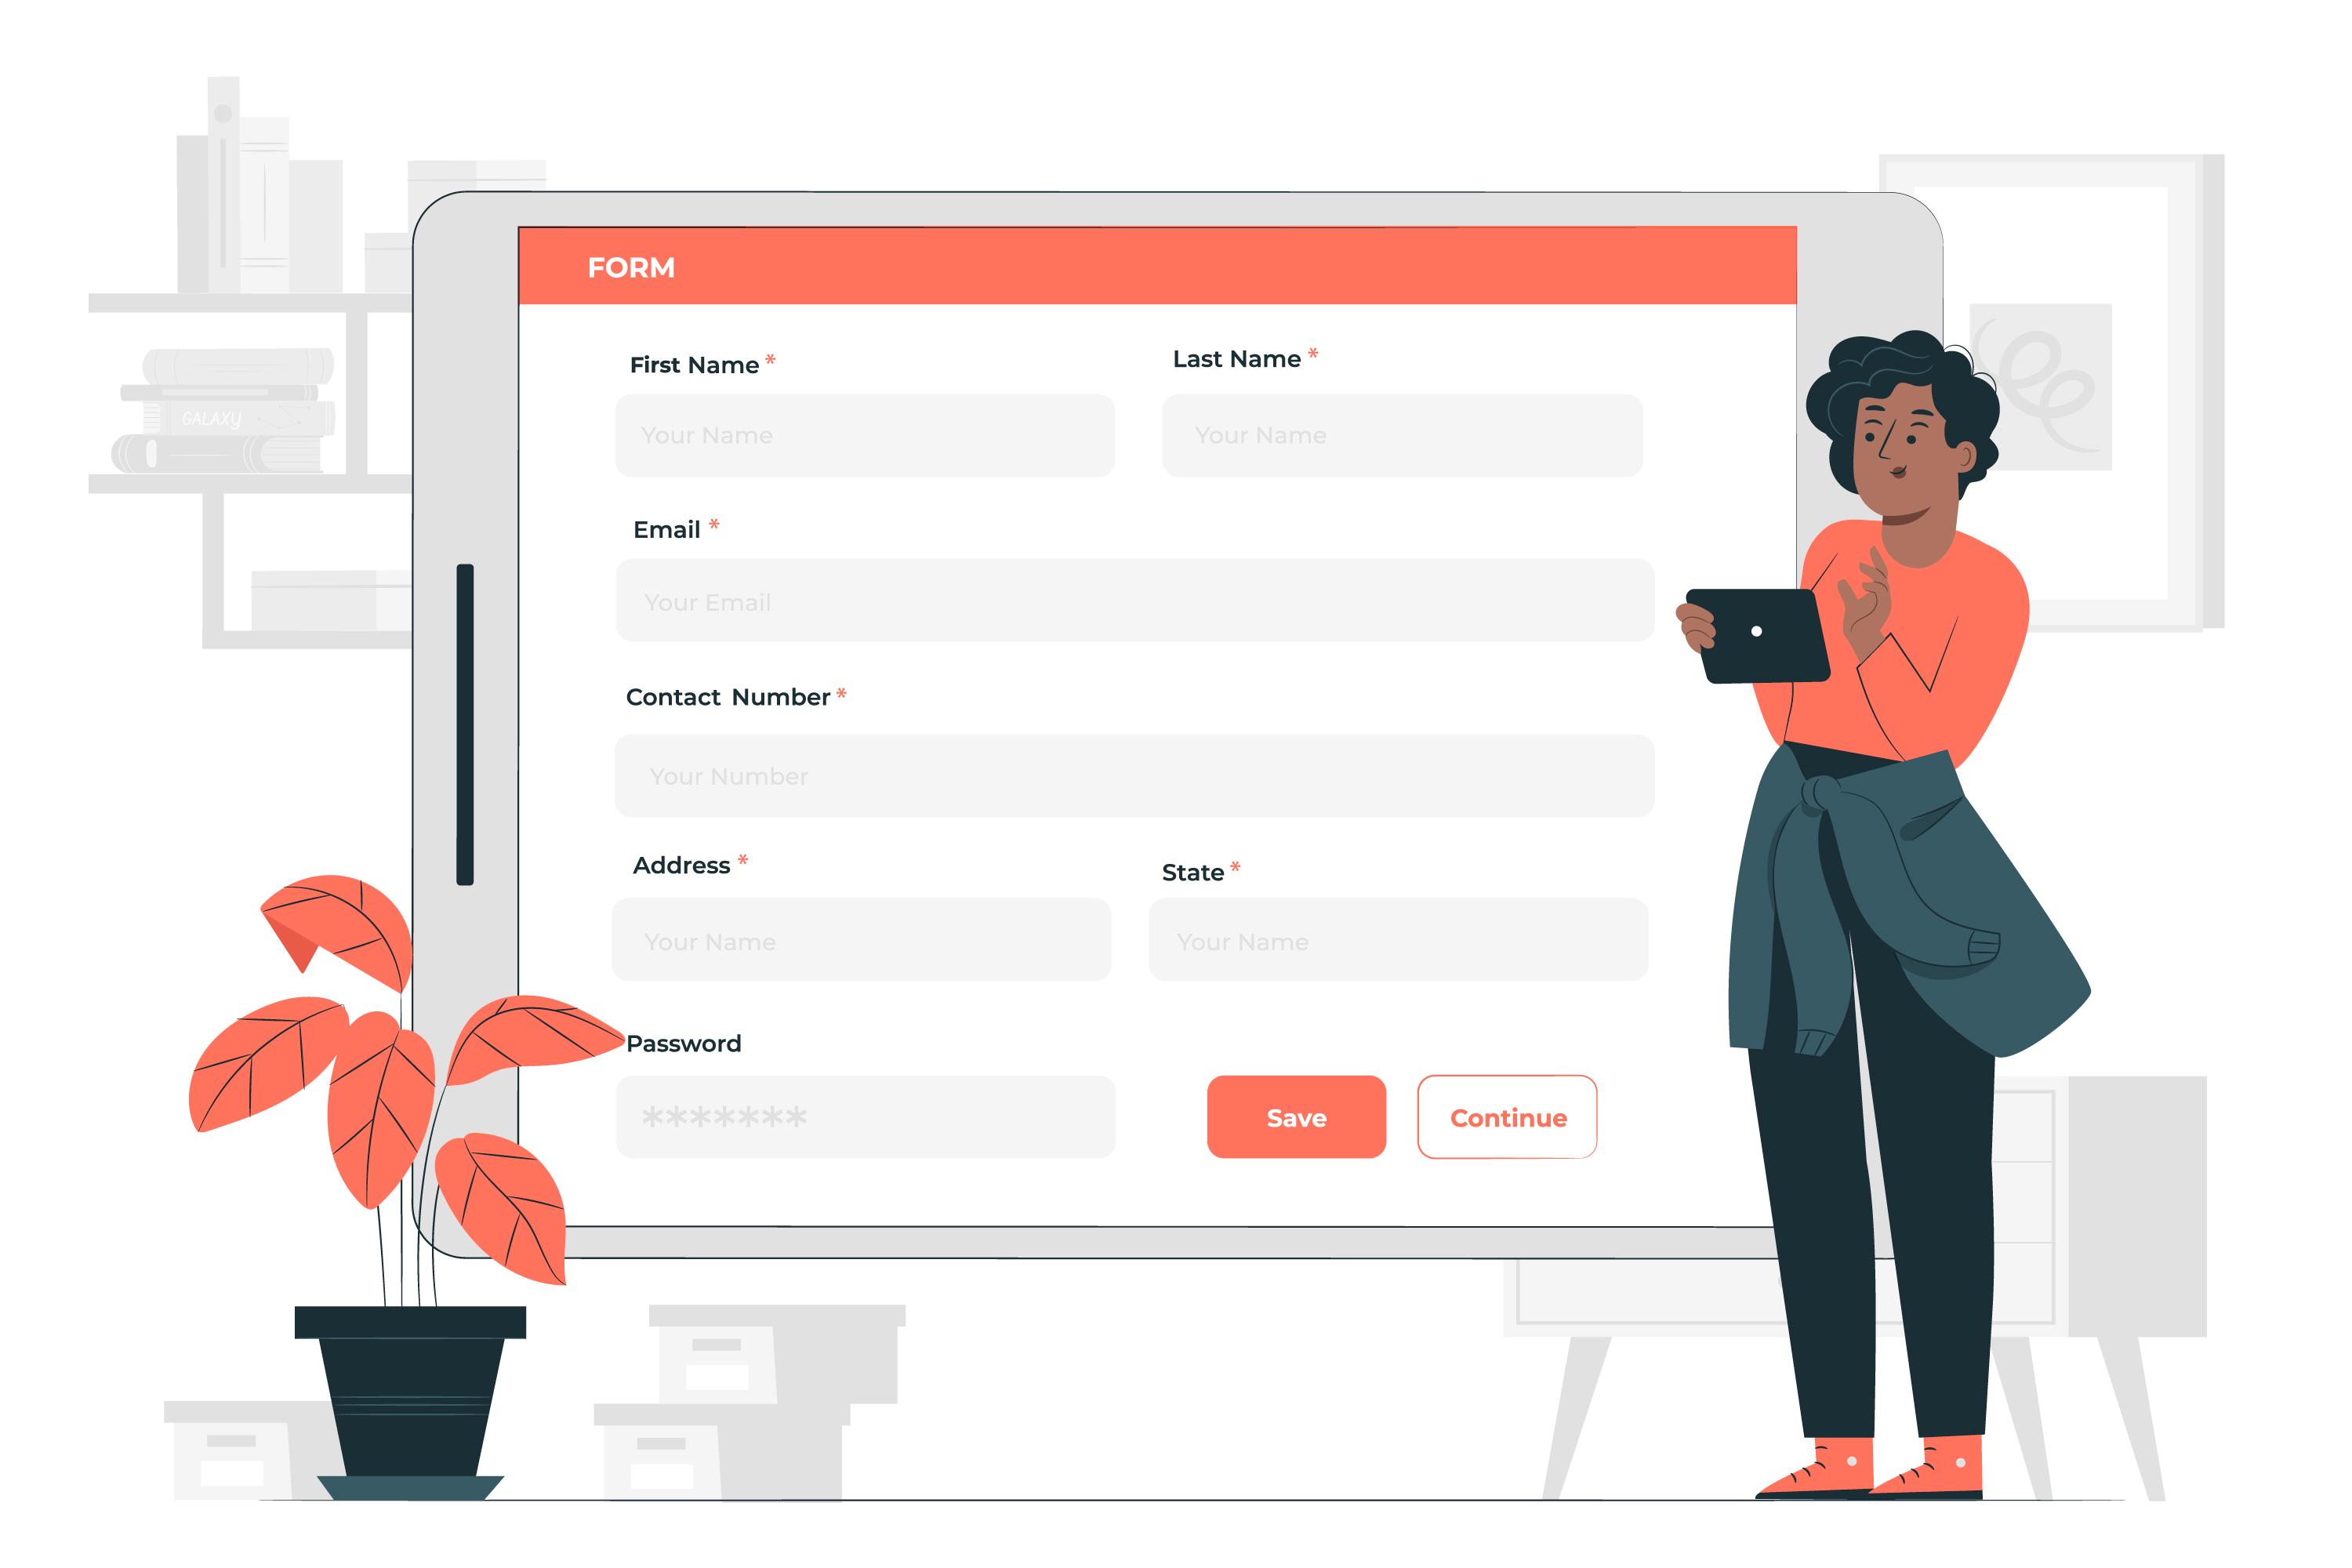 FORM
First Name *
Last Name *
Your Name
Your Name
Email *
Your Email
Contact Number *
Your Number
Address *
State *
Your Name
Your Name
Password
*******
Save
Continue
GALAXY